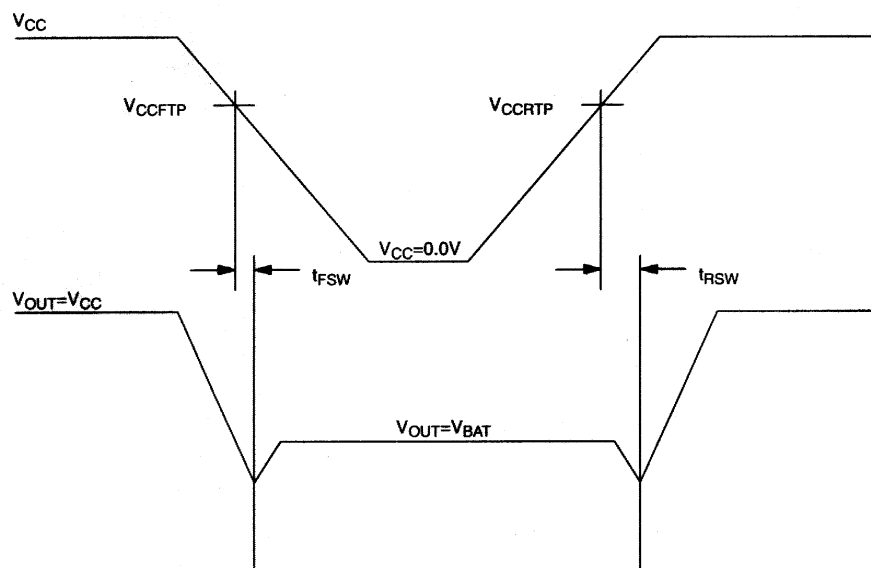 VCC
VCCFTP
VCCRTP
VCC=0.0V
tFSW
tRSW
VOUT=VCC
VOUT=VBAT